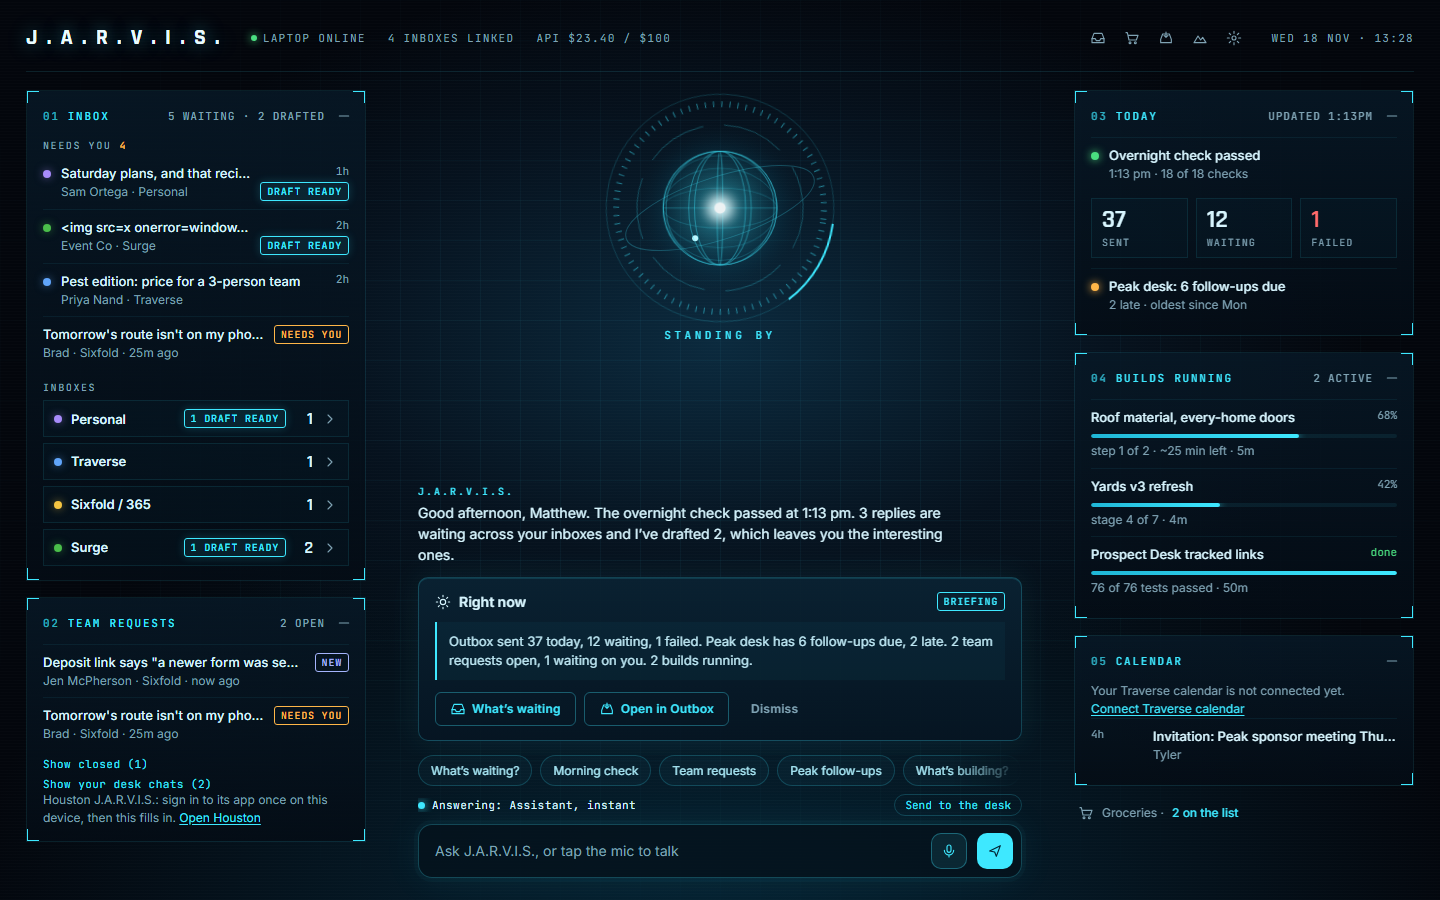 J.A.R.V.I.S.
LAPTOP ONLINE
4 INBOXES LINKED
API $23.40 / $100
WED 18 NOV · 13:28
01 INBOX
5 WAITING · 2 DRAFTED
NEEDS YOU 4
Saturday plans, and that reci...
1h
Sam Ortega · Personal
DRAFT READY
<img src=x onerror=window...
2h
Event Co · Surge
DRAFT READY
Pest edition: price for a 3-person team
2h
Priya Nand · Traverse
Tomorrow's route isn't on my pho...
NEEDS YOU
Brad · Sixfold · 25m ago
INBOXES
Personal
1 DRAFT READY
1
Traverse
1
Sixfold / 365
1
Surge
1 DRAFT READY
2
02 TEAM REQUESTS
2 OPEN
Deposit link says "a newer form was se...
NEW
Jen McPherson · Sixfold · now ago
Tomorrow's route isn't on my pho...
NEEDS YOU
Brad · Sixfold · 25m ago
Show closed (1)
Show your desk chats (2)
Houston J.A.R.V.I.S.: sign in to its app once on this
device, then this fills in. Open Houston
STANDING BY
J.A.R.V.I.S.
Good afternoon, Matthew. The overnight check passed at 1:13 pm. 3 replies are
waiting across your inboxes and I've drafted 2, which leaves you the interesting
ones.
Right now
BRIEFING
Outbox sent 37 today, 12 waiting, 1 failed. Peak desk has 6 follow-ups due, 2 late. 2 team
requests open, 1 waiting on you. 2 builds running.
What's waiting
Open in Outbox
Dismiss
What's waiting?
Morning check
Team requests
Peak follow-ups
What's building?
Answering: Assistant, instant
Send to the desk
Ask J.A.R.V.I.S., or tap the mic to talk
03 TODAY
UPDATED 1:13PM
Overnight check passed
1:13 pm · 18 of 18 checks
37
SENT
12
WAITING
1
FAILED
Peak desk: 6 follow-ups due
2 late · oldest since Mon
04 BUILDS RUNNING
2 ACTIVE
Roof material, every-home doors
68%
step 1 of 2 · ~25 min left · 5m
Yards v3 refresh
42%
stage 4 of 7 · 4m
Prospect Desk tracked links
done
76 of 76 tests passed · 50m
05 CALENDAR
Your Traverse calendar is not connected yet.
Connect Traverse calendar
4h
Invitation: Peak sponsor meeting Thu...
Tyler
Groceries · 2 on the list